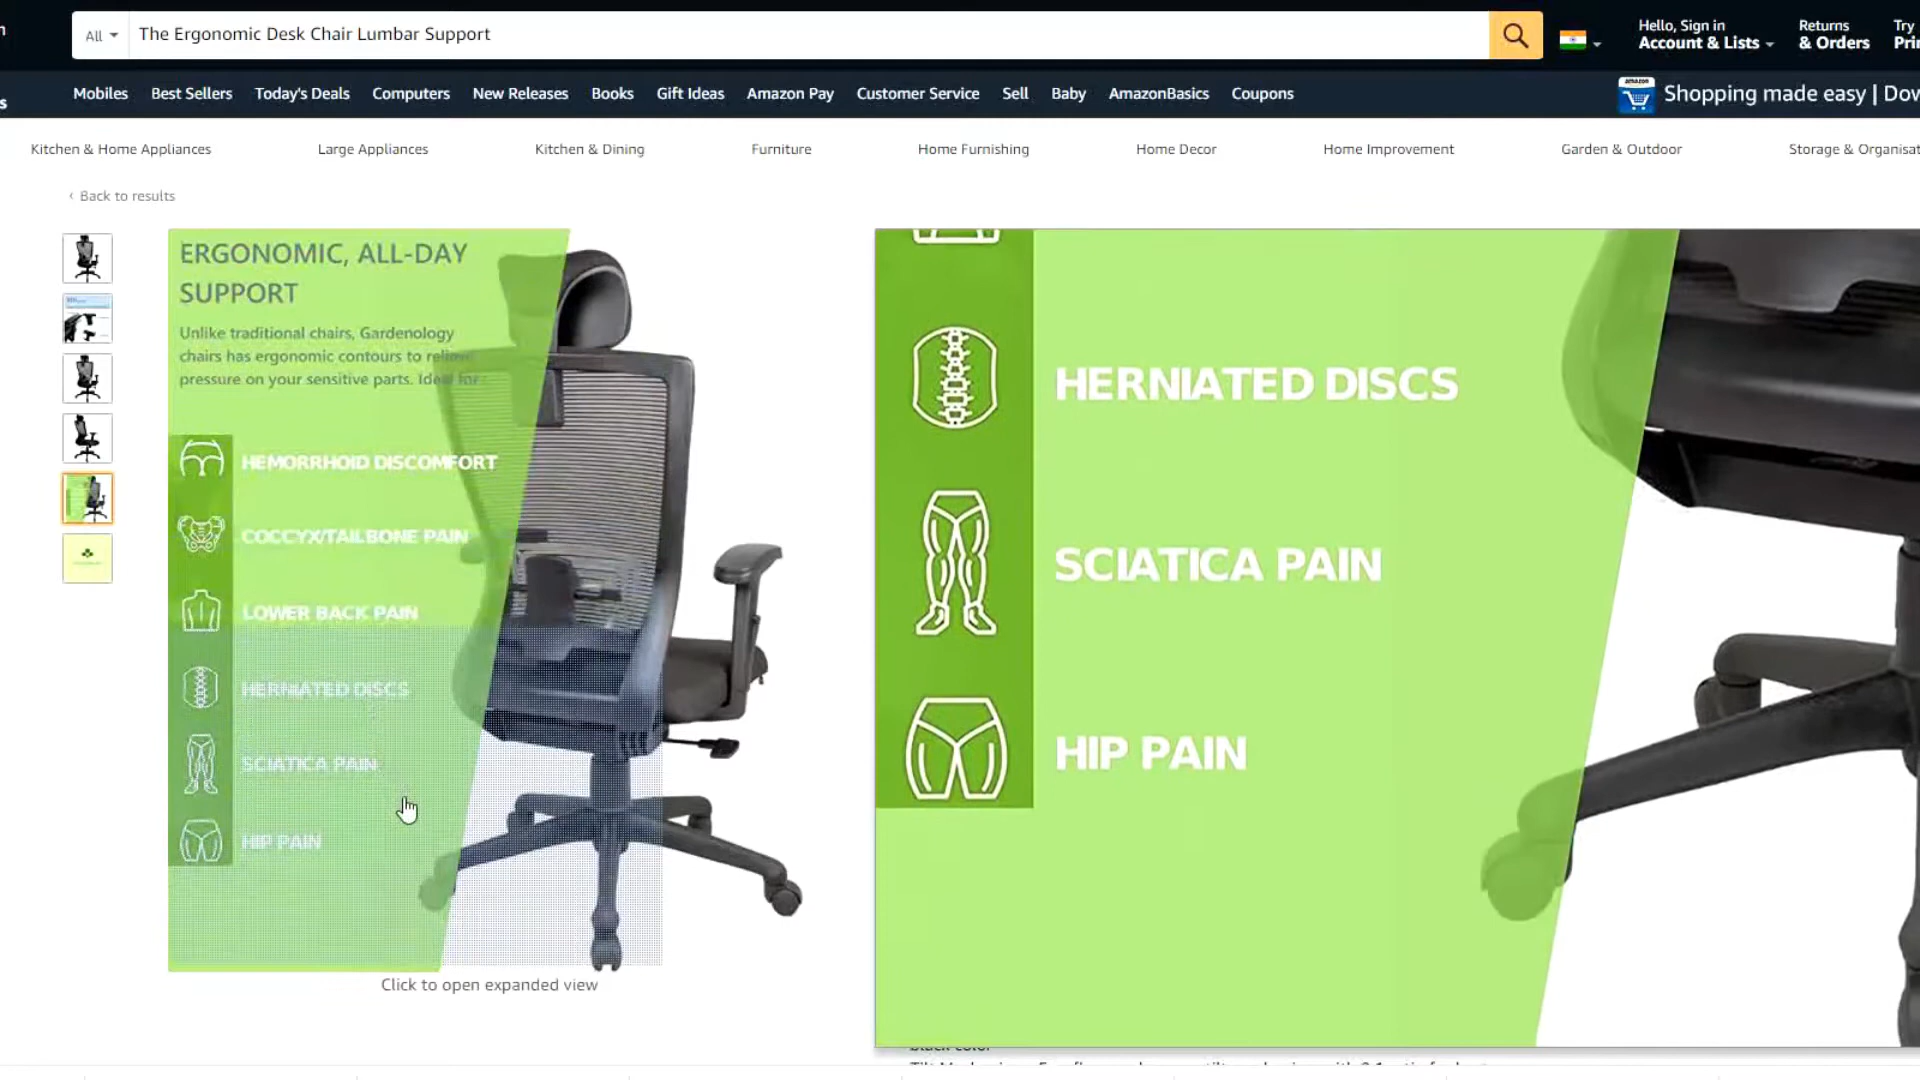 All
The Ergonomic Desk Chair Lumbar Support
Hello, Sign in
Account & Lists
Returns
& Orders
Try
Mobiles
Best Sellers
Today's Deals
Computers
New Releases
Books
Gift Ideas
Amazon Pay
Customer Service
Sell
Baby
AmazonBasics
Coupons
amazon
Shopping made easy |
Kitchen & Home Appliances
Large Appliances
Kitchen & Dining
Furniture
Home Furnishing
Home Decor
Home Improvement
Garden & Outdoor
Storage &
‹ Back to results
ERGONOMIC, ALL-DAY
SUPPORT
Unlike traditional chairs, Gardenology
chairs has ergonomic contours to relieve
pressure on your sensitive parts. Ideal for
HEMORRHOID DISCOMFORT
COCCYX/TAILBONE PAIN
LOWER BACK PAIN
HERNIATED DISCS
SCIATICA PAIN
HIP PAIN
Click to open expanded view
HERNIATED DISCS
SCIATICA PAIN
HIP PAIN